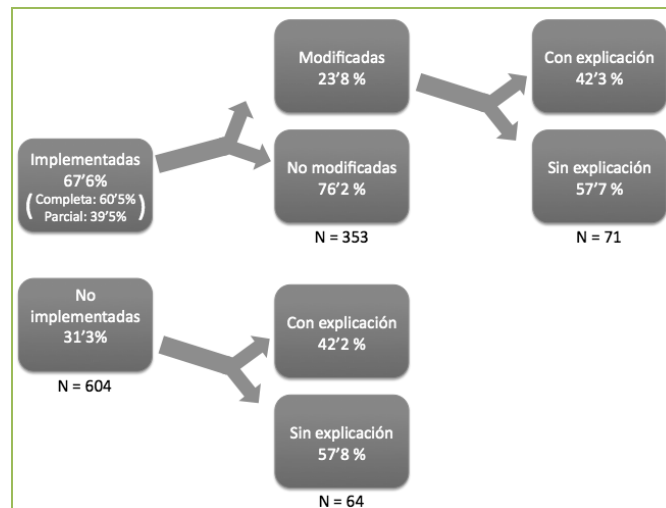 Modificadas
23’8 %
Con explicación
42’3 %
Implementadas
67’6%
( Completa: 60’5%
Parcial: 39’5% )
No modificadas
76’2 %
N = 353
Sin explicación
57’7 %
N = 71
No
implementadas
31’3%
N = 604
Con explicación
42’2 %
Sin explicación
57’8 %
N = 64